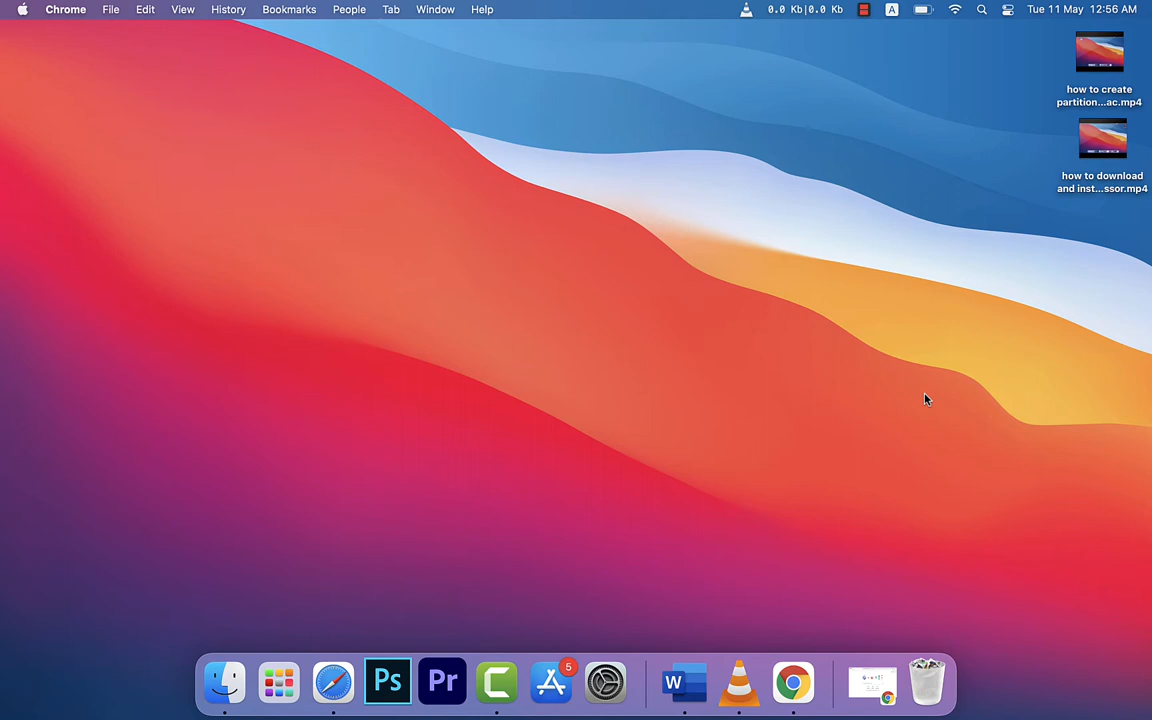 Chrome File Edit View History Bookmarks People Tab Window Help 0.0 Kb|0.0 Kb A Tue 11 May 12:56 AM
how to create
partition...ac.mp4
how to download
and inst...ssor.mp4
Ps Pr C 5 W